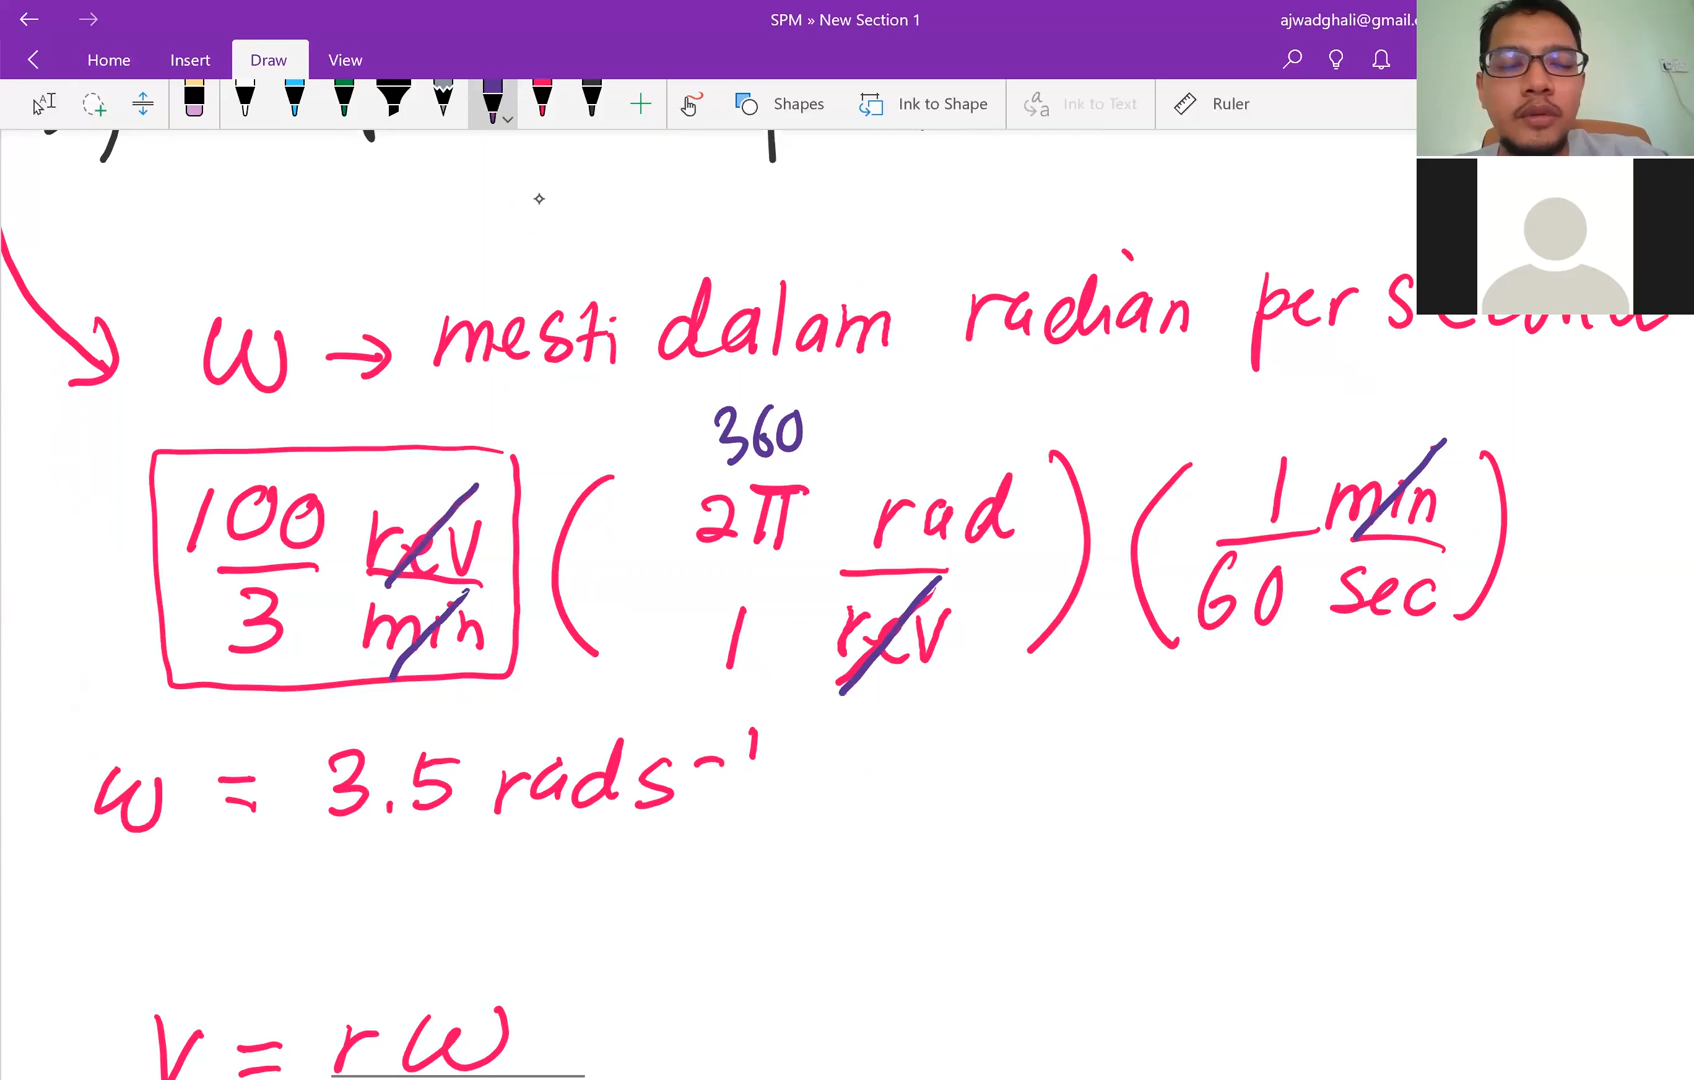 SPM » New Section 1
ajwadghali@gmail.c
Home Insert Draw View
Shapes Ink to Shape Ink to Text Ruler
ω → mesti dalam radian per second
360
100 rev 2π rad 1 min
3 min ( 1 rev ) ( 60 sec )
ω = 3.5 rads⁻¹
V = rω